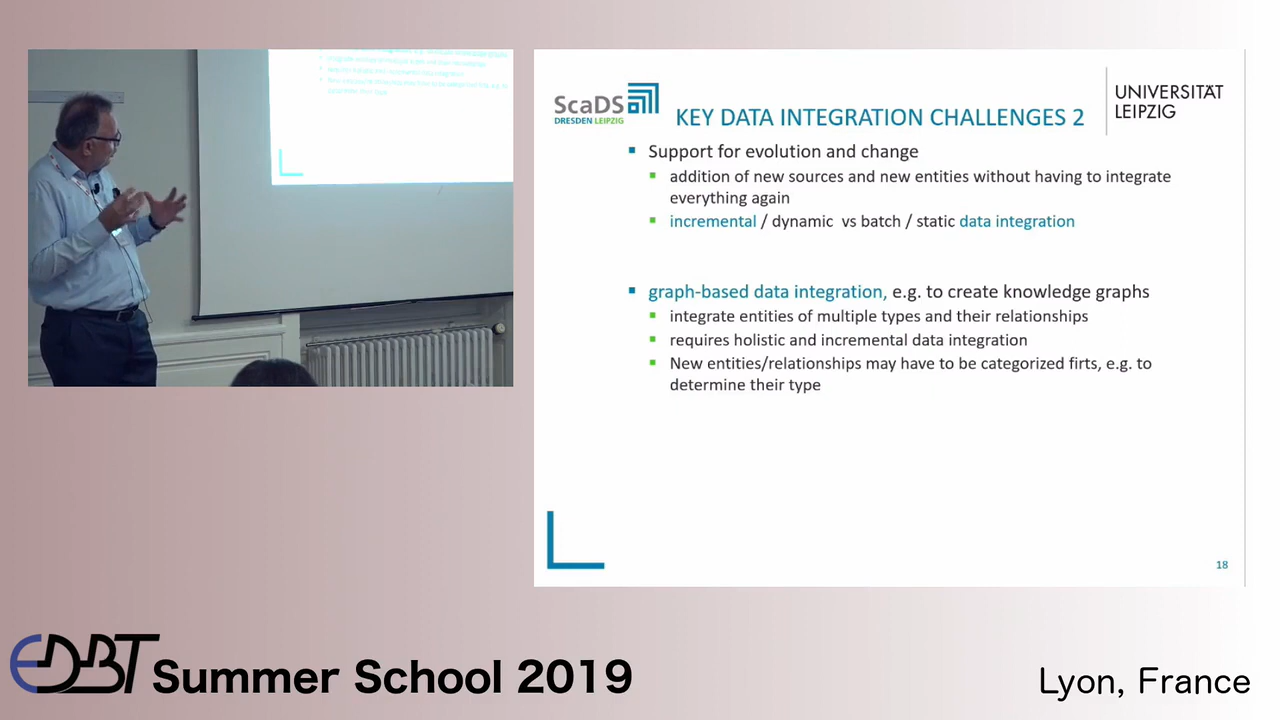 ScaDS
DRESDEN LEIPZIG
KEY DATA INTEGRATION CHALLENGES 2
UNIVERSITÄT
LEIPZIG
Support for evolution and change
addition of new sources and new entities without having to integrate
everything again
incremental / dynamic vs batch / static data integration
graph-based data integration, e.g. to create knowledge graphs
integrate entities of multiple types and their relationships
requires holistic and incremental data integration
New entities/relationships may have to be categorized firts, e.g. to
determine their type
18
EDBT Summer School 2019
Lyon, France